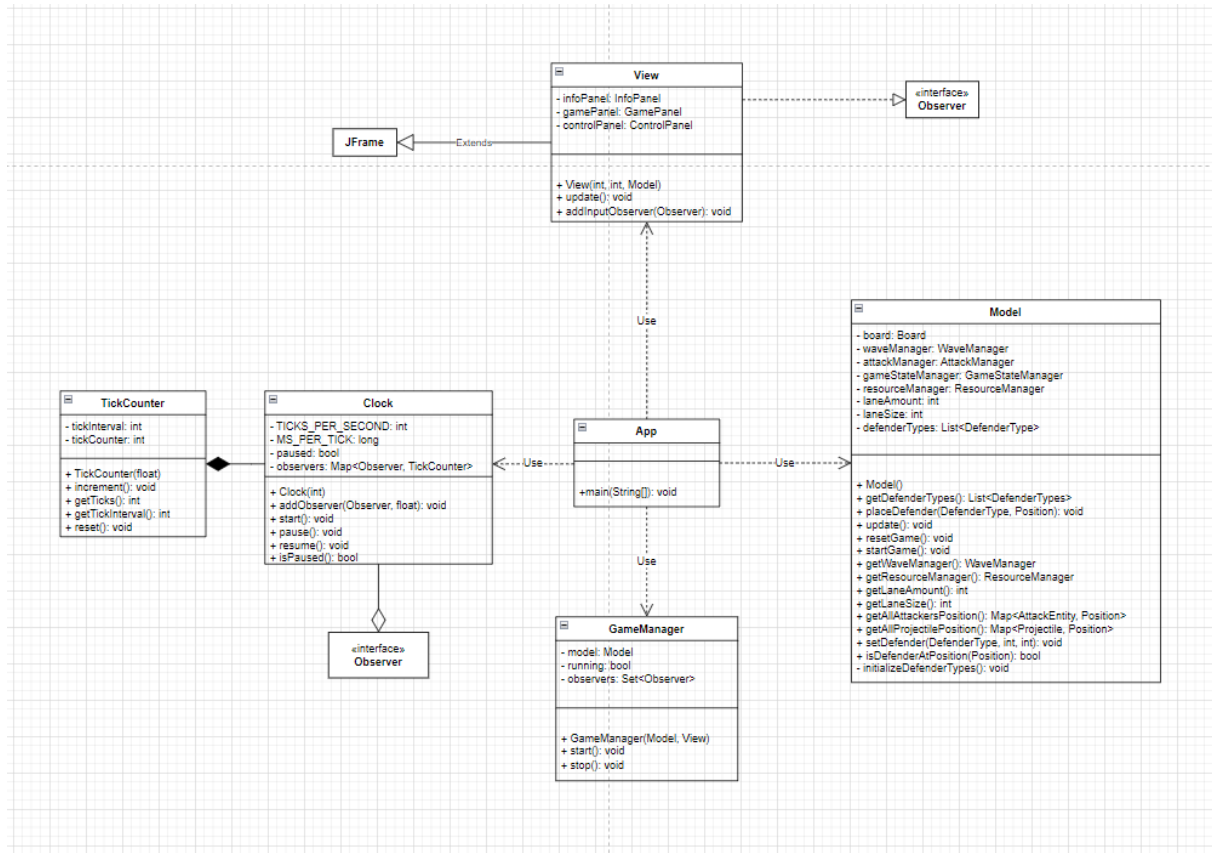 View
- infoPanel: InfoPanel
- gamePanel: GamePanel
- controlPanel: ControlPanel
+ View(int, int, Model)
+ update(): void
+ addInputObserver(Observer): void
«interface»
Observer
JFrame
Extends
Use
Model
- board: Board
- waveManager: WaveManager
- attackManager: AttackManager
- gameStateManager: GameStateManager
- resourceManager: ResourceManager
- laneAmount: int
- laneSize: int
- defenderTypes: List<DefenderType>
+ Model()
+ getDefenderTypes(): List<DefenderTypes>
+ placeDefender(DefenderType, Position): void
+ update(): void
+ resetGame(): void
+ startGame(): void
+ getWaveManager(): WaveManager
+ getResourceManager(): ResourceManager
+ getLaneAmount(): int
+ getLaneSize(): int
+ getAllAttackersPosition(): Map<AttackEntity, Position>
+ getAllProjectilePosition(): Map<Projectile, Position>
+ setDefender(DefenderType, int, int): void
+ isDefenderAtPosition(Position): bool
- initializeDefenderTypes(): void
TickCounter
- tickInterval: int
- tickCounter: int
+ TickCounter(float)
+ increment(): void
+ getTicks(): int
+ getTickInterval(): int
+ reset(): void
Clock
- TICKS_PER_SECOND: int
- MS_PER_TICK: long
- paused: bool
- observers: Map<Observer, TickCounter>
+ Clock(int)
+ addObserver(Observer, float): void
+ start(): void
+ pause(): void
+ resume(): void
+ isPaused(): bool
Use
App
+main(String[]): void
Use
Use
«interface»
Observer
GameManager
- model: Model
- running: bool
- observers: Set<Observer>
+ GameManager(Model, View)
+ start(): void
+ stop(): void